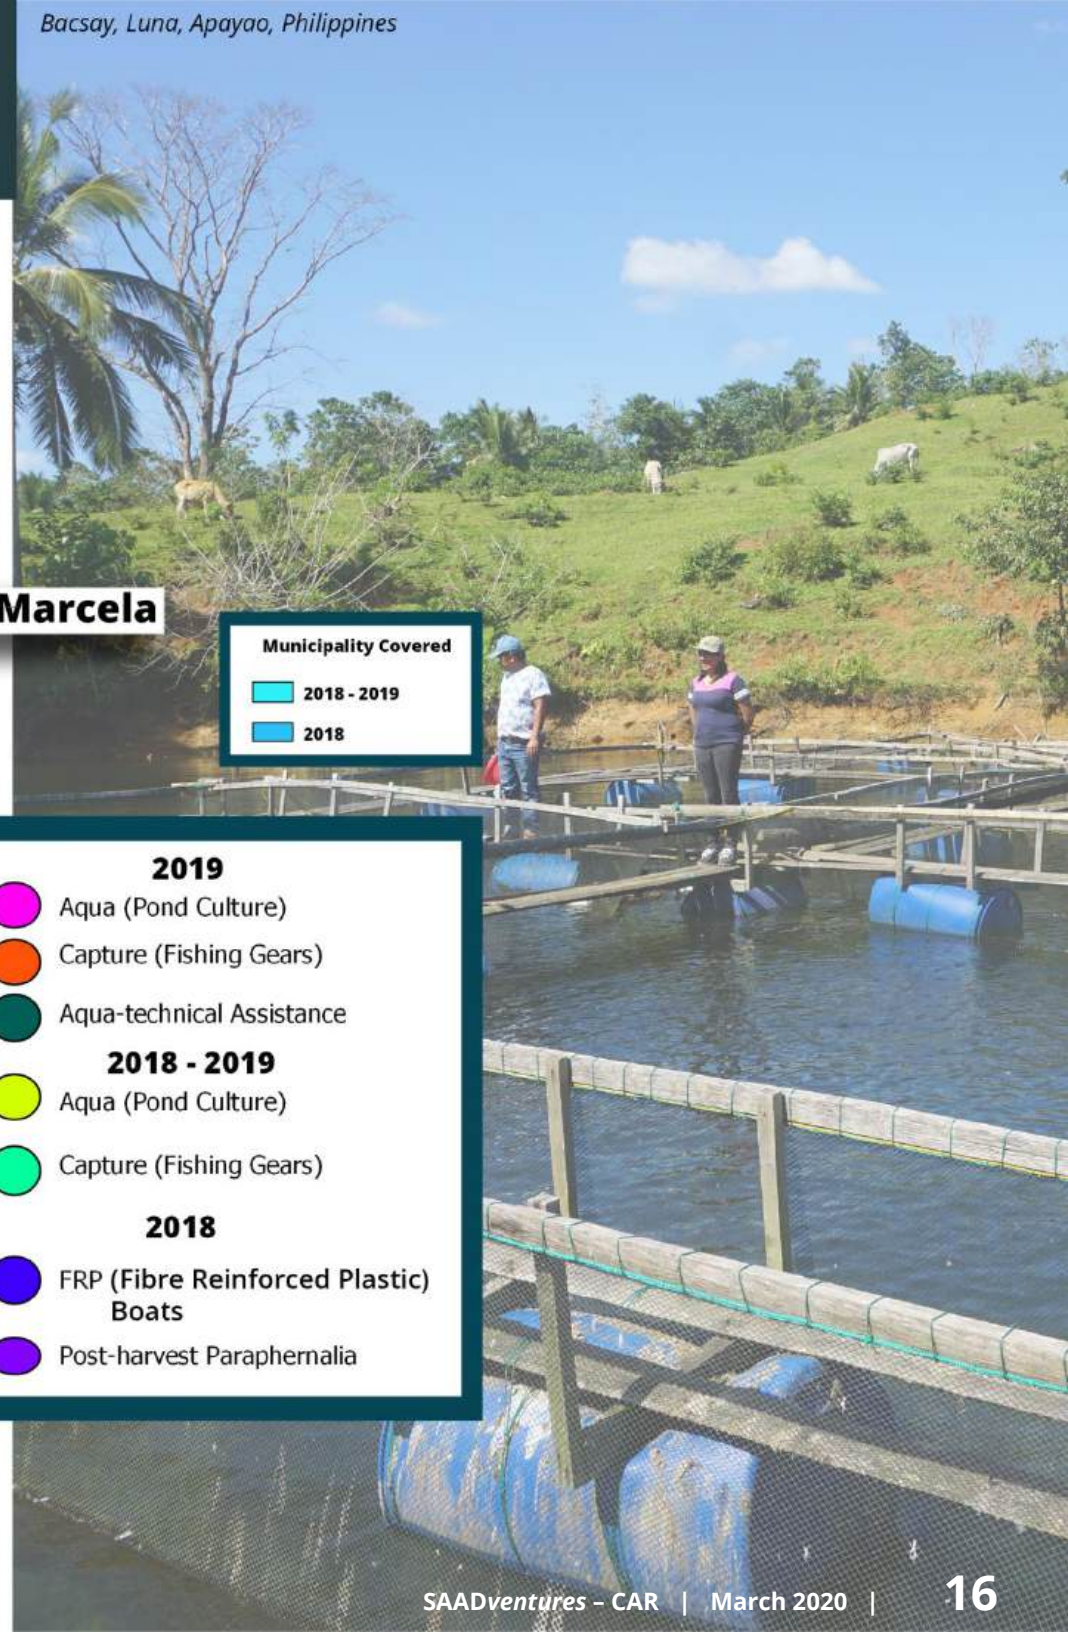 Bacsay, Luna, Apayao, Philippines
Marcela
Municipality Covered
2018 - 2019
2018
2019
Aqua (Pond Culture)
Capture (Fishing Gears)
Aqua-technical Assistance
2018 - 2019
Aqua (Pond Culture)
Capture (Fishing Gears)
2018
FRP (Fibre Reinforced Plastic)
Boats
Post-harvest Paraphernalia
SAADventures – CAR | March 2020 | 16